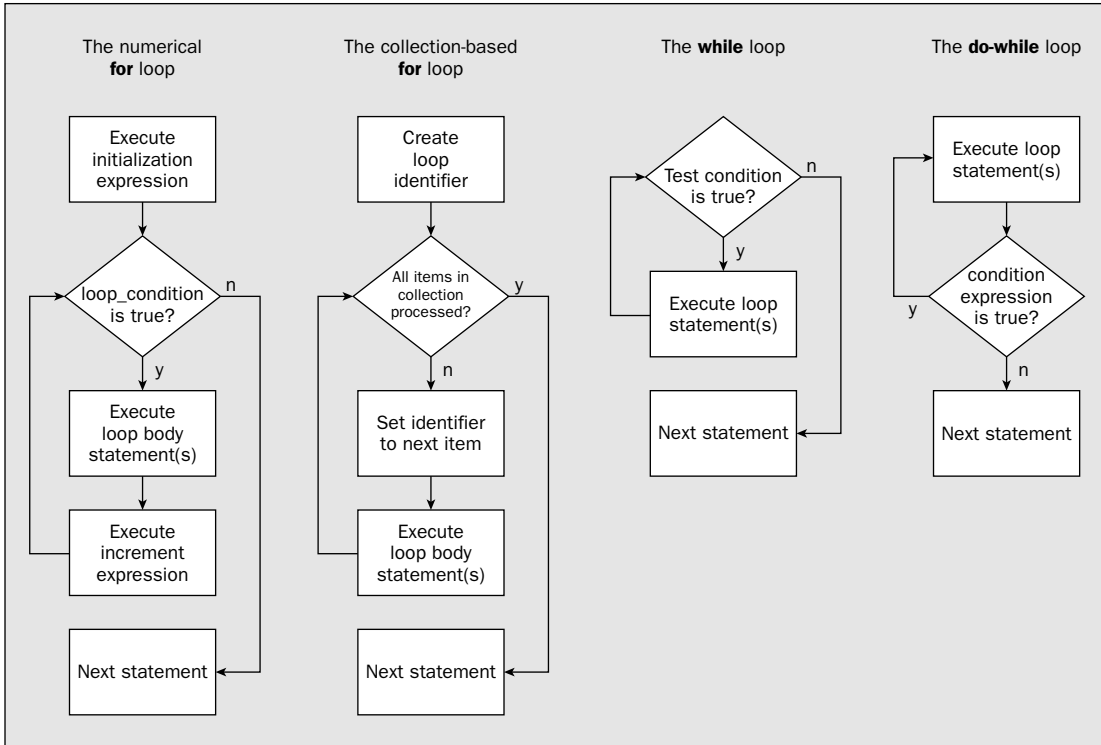 The numerical
for loop
Execute
initialization
expression
loop_condition
is true?
n
y
Execute
loop body
statement(s)
Execute
increment
expression
Next statement
The collection-based
for loop
Create
loop
identifier
All items in
collection
processed?
y
n
Set identifier
to next item
Execute
loop body
statement(s)
Next statement
The while loop
Test condition
is true?
n
y
Execute loop
statement(s)
Next statement
The do-while loop
Execute loop
statement(s)
condition
expression
is true?
y
n
Next statement